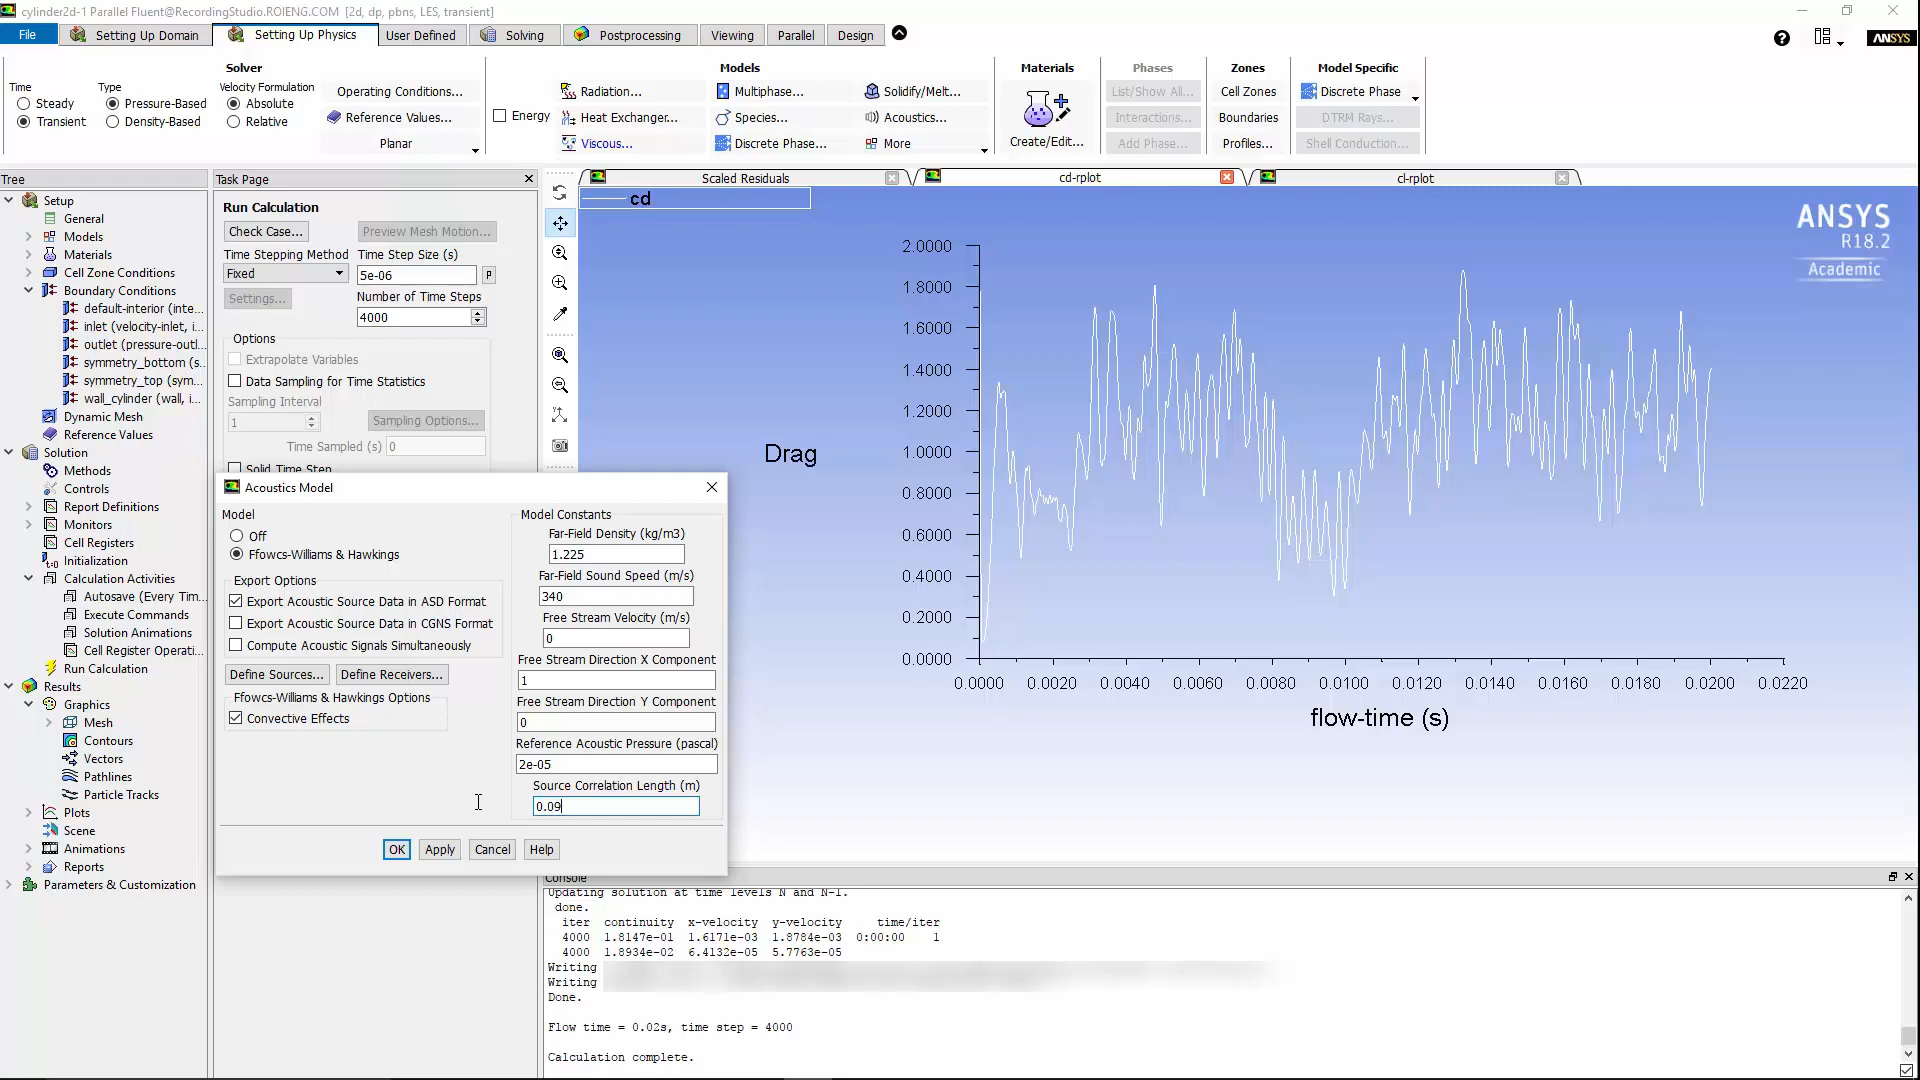 cylinder2d-1 Parallel Fluent@RecordingStudio.ROIENG.COM [2d, dp, pbns, LES, transient]
File Setting Up Domain Setting Up Physics User Defined Solving Postprocessing Viewing Parallel Design ANSYS
Solver Models Materials Phases Zones Model Specific
Time Type Velocity Formulation
Steady Pressure-Based Absolute Operating Conditions... Radiation... Multiphase... Solidify/Melt... List/Show All... Cell Zones Discrete Phase
Transient Density-Based Relative Reference Values... Energy Heat Exchanger... Species... Acoustics... Interactions... Boundaries DTRM Rays...
Planar Viscous... Discrete Phase... More Create/Edit... Add Phase... Profiles... Shell Conduction...
Tree
Setup
General
Models
Materials
Cell Zone Conditions
Boundary Conditions
default-interior (inte...
inlet (velocity-inlet, i...
outlet (pressure-outl...
symmetry_bottom (s...
symmetry_top (sym...
wall_cylinder (wall, i...
Dynamic Mesh
Reference Values
Solution
Methods
Controls
Report Definitions
Monitors
Cell Registers
Initialization
Calculation Activities
Autosave (Every Tim...
Execute Commands
Solution Animations
Cell Register Operati...
Run Calculation
Results
Graphics
Mesh
Contours
Vectors
Pathlines
Particle Tracks
Plots
Scene
Animations
Reports
Parameters & Customization
Task Page
Run Calculation
Check Case... Preview Mesh Motion...
Time Stepping Method Time Step Size (s)
Fixed 5e-06 P
Settings... Number of Time Steps
4000
Options
Extrapolate Variables
Data Sampling for Time Statistics
Sampling Interval
1 Sampling Options...
Time Sampled (s) 0
Solid Time Step
Acoustics Model
Model
Off
Ffowcs-Williams & Hawkings
Export Options
Export Acoustic Source Data in ASD Format
Export Acoustic Source Data in CGNS Format
Compute Acoustic Signals Simultaneously
Define Sources... Define Receivers...
Ffowcs-Williams & Hawkings Options
Convective Effects
Model Constants
Far-Field Density (kg/m3)
1.225
Far-Field Sound Speed (m/s)
340
Free Stream Velocity (m/s)
0
Free Stream Direction X Component
1
Free Stream Direction Y Component
0
Reference Acoustic Pressure (pascal)
2e-05
Source Correlation Length (m)
0.09
OK Apply Cancel Help
Scaled Residuals cd-rplot cl-rplot
cd
ANSYS
R18.2
Academic
2.0000
1.8000
1.6000
1.4000
1.2000
1.0000
0.8000
0.6000
0.4000
0.2000
0.0000
Drag
0.0000 0.0020 0.0040 0.0060 0.0080 0.0100 0.0120 0.0140 0.0160 0.0180 0.0200 0.0220
flow-time (s)
Console
Updating solution at time levels N and N-1.
done.
iter continuity x-velocity y-velocity time/iter
4000 1.8147e-01 1.6171e-03 1.8784e-03 0:00:00 1
4000 1.8934e-02 6.4132e-05 5.7763e-05
Writing
Writing
Done.
Flow time = 0.02s, time step = 4000
Calculation complete.